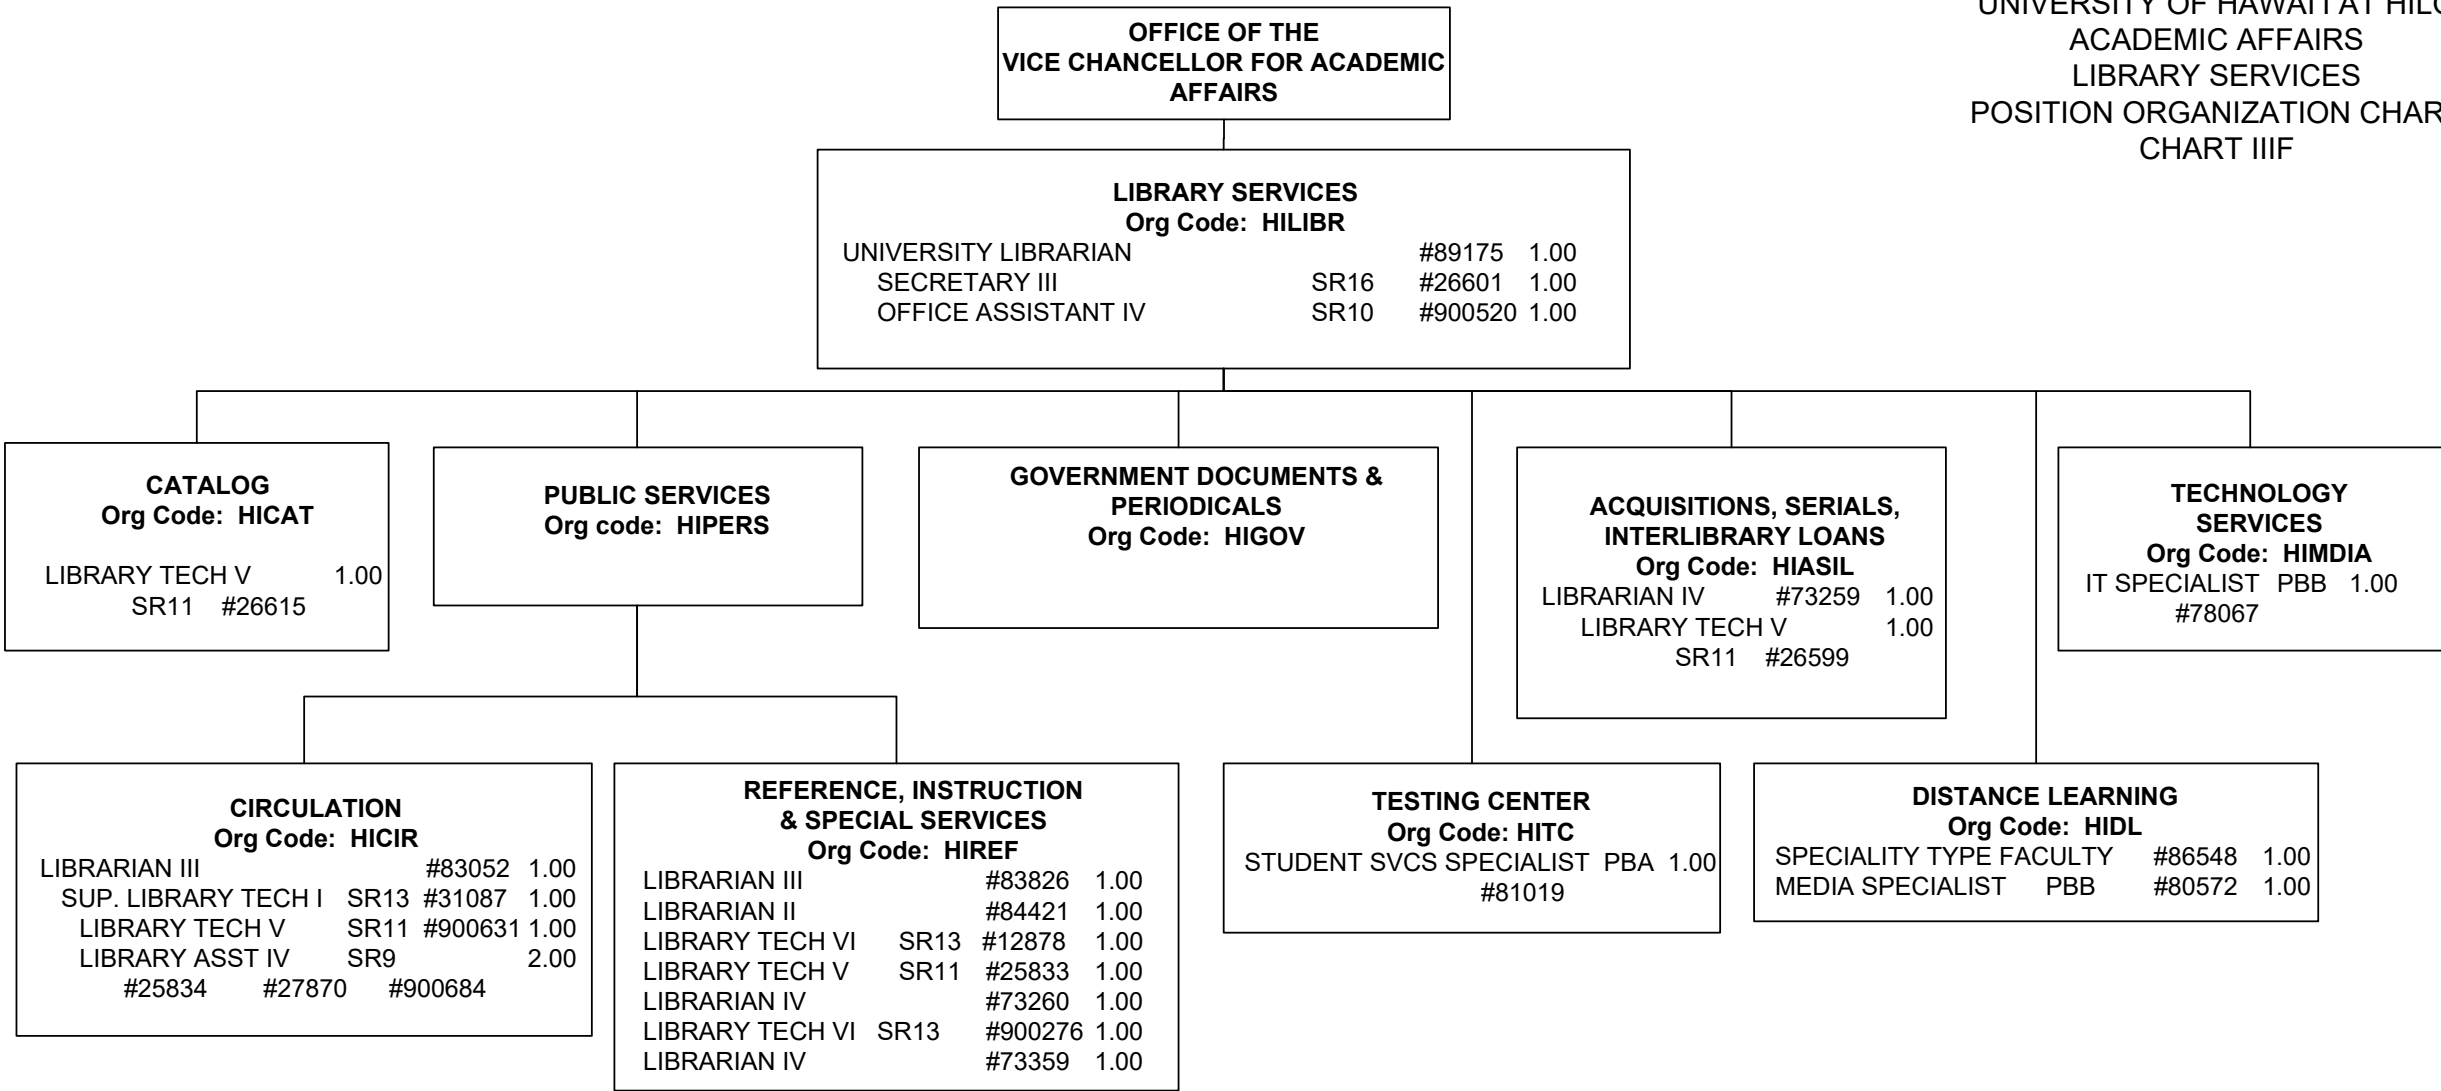 OFFICE OF THE
VICE CHANCELLOR FOR ACADEMIC
AFFAIRS
UNIVERSITY OF HAWAII AT HILO
ACADEMIC AFFAIRS
LIBRARY SERVICES
POSITION ORGANIZATION CHAR
CHART IIIF
LIBRARY SERVICES
Org Code: HILIBR
UNIVERSITY LIBRARIAN #89175 1.00
SECRETARY III SR16 #26601 1.00
OFFICE ASSISTANT IV SR10 #900520 1.00
CATALOG
Org Code: HICAT
LIBRARY TECH V 1.00
SR11 #26615
PUBLIC SERVICES
Org code: HIPERS
GOVERNMENT DOCUMENTS &
PERIODICALS
Org Code: HIGOV
ACQUISITIONS, SERIALS,
INTERLIBRARY LOANS
Org Code: HIASIL
LIBRARIAN IV #73259 1.00
LIBRARY TECH V 1.00
SR11 #26599
TECHNOLOGY
SERVICES
Org Code: HIMDIA
IT SPECIALIST PBB 1.00
#78067
CIRCULATION
Org Code: HICIR
LIBRARIAN III #83052 1.00
SUP. LIBRARY TECH I SR13 #31087 1.00
LIBRARY TECH V SR11 #900631 1.00
LIBRARY ASST IV SR9 2.00
#25834 #27870 #900684
REFERENCE, INSTRUCTION
& SPECIAL SERVICES
Org Code: HIREF
LIBRARIAN III #83826 1.00
LIBRARIAN II #84421 1.00
LIBRARY TECH VI SR13 #12878 1.00
LIBRARY TECH V SR11 #25833 1.00
LIBRARIAN IV #73260 1.00
LIBRARY TECH VI SR13 #900276 1.00
LIBRARIAN IV #73359 1.00
TESTING CENTER
Org Code: HITC
STUDENT SVCS SPECIALIST PBA 1.00
#81019
DISTANCE LEARNING
Org Code: HIDL
SPECIALITY TYPE FACULTY #86548 1.00
MEDIA SPECIALIST PBB #80572 1.00